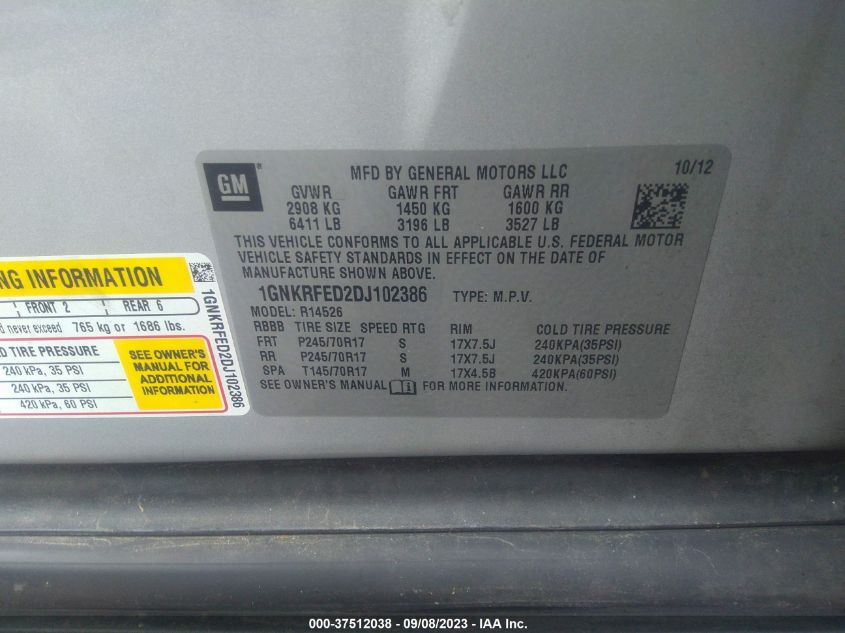 GM
MFD BY GENERAL MOTORS LLC 10/12
GVWR GAWR FRT GAWR RR
2908 KG 1450 KG 1600 KG
6411 LB 3196 LB 3527 LB
THIS VEHICLE CONFORMS TO ALL APPLICABLE U.S. FEDERAL MOTOR
VEHICLE SAFETY STANDARDS IN EFFECT ON THE DATE OF
MANUFACTURE SHOWN ABOVE.
1GNKRFED2DJ102386 TYPE: M.P.V.
MODEL: R14526
RBBB TIRE SIZE SPEED RTG RIM COLD TIRE PRESSURE
FRT P245/70R17 S 17X7.5J 240KPA(35PSI)
RR P245/70R17 S 17X7.5J 240KPA(35PSI)
SPA T145/70R17 M 17X4.5B 420KPA(60PSI)
SEE OWNER'S MANUAL FOR MORE INFORMATION.
NG INFORMATION
FRONT 2 REAR 6
never exceed 765 kg or 1686 lbs.
TIRE PRESSURE
240 kPa, 35 PSI
240 kPa, 35 PSI
420 kPa, 60 PSI
SEE OWNER'S
MANUAL FOR
ADDITIONAL
INFORMATION
1GNKRFED2DJ102386
000-37512038 - 09/08/2023 - IAA Inc.